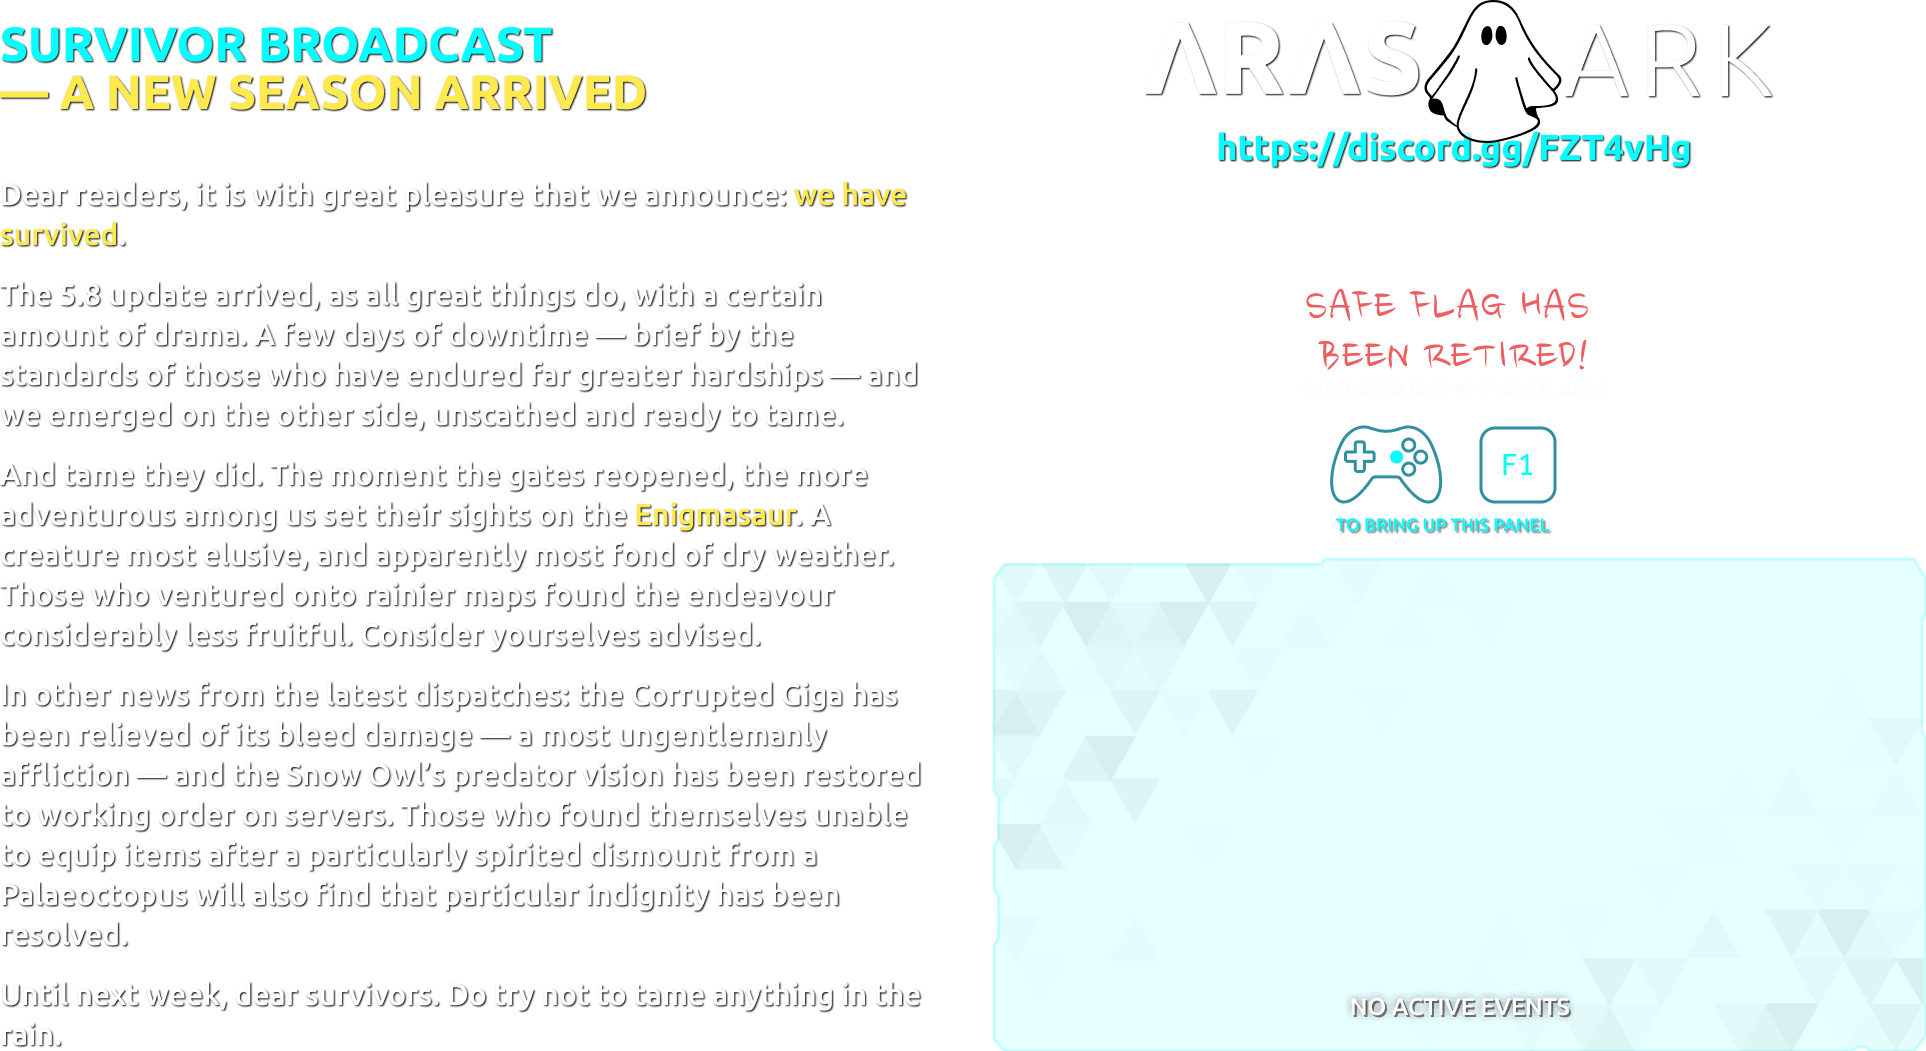 SURVIVOR BROADCAST
— A NEW SEASON ARRIVED
Dear readers, it is with great pleasure that we announce: we have
survived.
The 5.8 update arrived, as all great things do, with a certain
amount of drama. A few days of downtime — brief by the
standards of those who have endured far greater hardships — and
we emerged on the other side, unscathed and ready to tame.
And tame they did. The moment the gates reopened, the more
adventurous among us set their sights on the Enigmasaur. A
creature most elusive, and apparently most fond of dry weather.
Those who ventured onto rainier maps found the endeavour
considerably less fruitful. Consider yourselves advised.
In other news from the latest dispatches: the Corrupted Giga has
been relieved of its bleed damage — a most ungentlemanly
affliction — and the Snow Owl’s predator vision has been restored
to working order on servers. Those who found themselves unable
to equip items after a particularly spirited dismount from a
Palaeoctopus will also find that particular indignity has been
resolved.
Until next week, dear survivors. Do try not to tame anything in the
rain.
ARAS ARK
https://discord.gg/FZT4vHg
SAFE FLAG HAS
BEEN RETIRED!
F1
TO BRING UP THIS PANEL
NO ACTIVE EVENTS